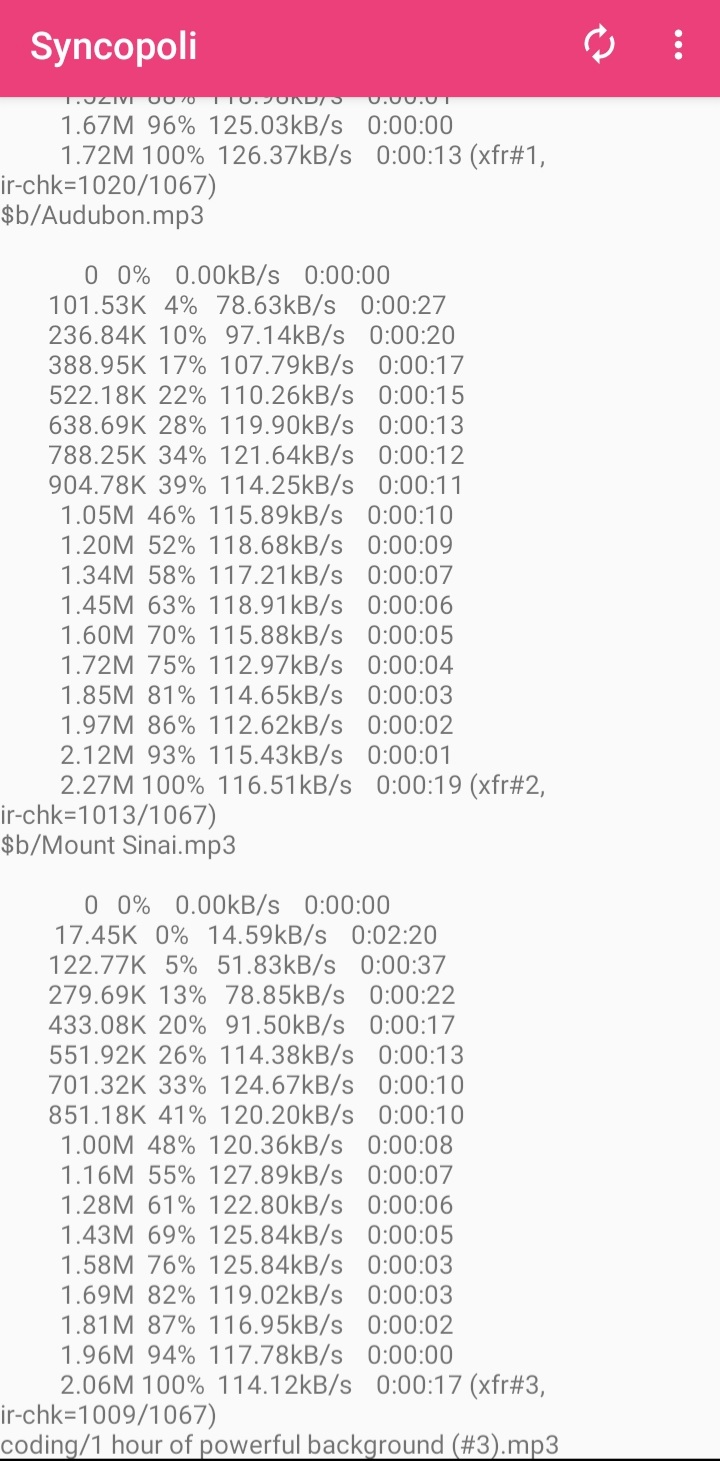 Syncopoli
1.67M 96% 125.03kB/s 0:00:00
1.72M 100% 126.37kB/s 0:00:13 (xfr#1,
ir-chk=1020/1067)
$b/Audubon.mp3
0 0% 0.00kB/s 0:00:00
101.53K 4% 78.63kB/s 0:00:27
236.84K 10% 97.14kB/s 0:00:20
388.95K 17% 107.79kB/s 0:00:17
522.18K 22% 110.26kB/s 0:00:15
638.69K 28% 119.90kB/s 0:00:13
788.25K 34% 121.64kB/s 0:00:12
904.78K 39% 114.25kB/s 0:00:11
1.05M 46% 115.89kB/s 0:00:10
1.20M 52% 118.68kB/s 0:00:09
1.34M 58% 117.21kB/s 0:00:07
1.45M 63% 118.91kB/s 0:00:06
1.60M 70% 115.88kB/s 0:00:05
1.72M 75% 112.97kB/s 0:00:04
1.85M 81% 114.65kB/s 0:00:03
1.97M 86% 112.62kB/s 0:00:02
2.12M 93% 115.43kB/s 0:00:01
2.27M 100% 116.51kB/s 0:00:19 (xfr#2,
ir-chk=1013/1067)
$b/Mount Sinai.mp3
0 0% 0.00kB/s 0:00:00
17.45K 0% 14.59kB/s 0:02:20
122.77K 5% 51.83kB/s 0:00:37
279.69K 13% 78.85kB/s 0:00:22
433.08K 20% 91.50kB/s 0:00:17
551.92K 26% 114.38kB/s 0:00:13
701.32K 33% 124.67kB/s 0:00:10
851.18K 41% 120.20kB/s 0:00:10
1.00M 48% 120.36kB/s 0:00:08
1.16M 55% 127.89kB/s 0:00:07
1.28M 61% 122.80kB/s 0:00:06
1.43M 69% 125.84kB/s 0:00:05
1.58M 76% 125.84kB/s 0:00:03
1.69M 82% 119.02kB/s 0:00:03
1.81M 87% 116.95kB/s 0:00:02
1.96M 94% 117.78kB/s 0:00:00
2.06M 100% 114.12kB/s 0:00:17 (xfr#3,
ir-chk=1009/1067)
coding/1 hour of powerful background (#3).mp3